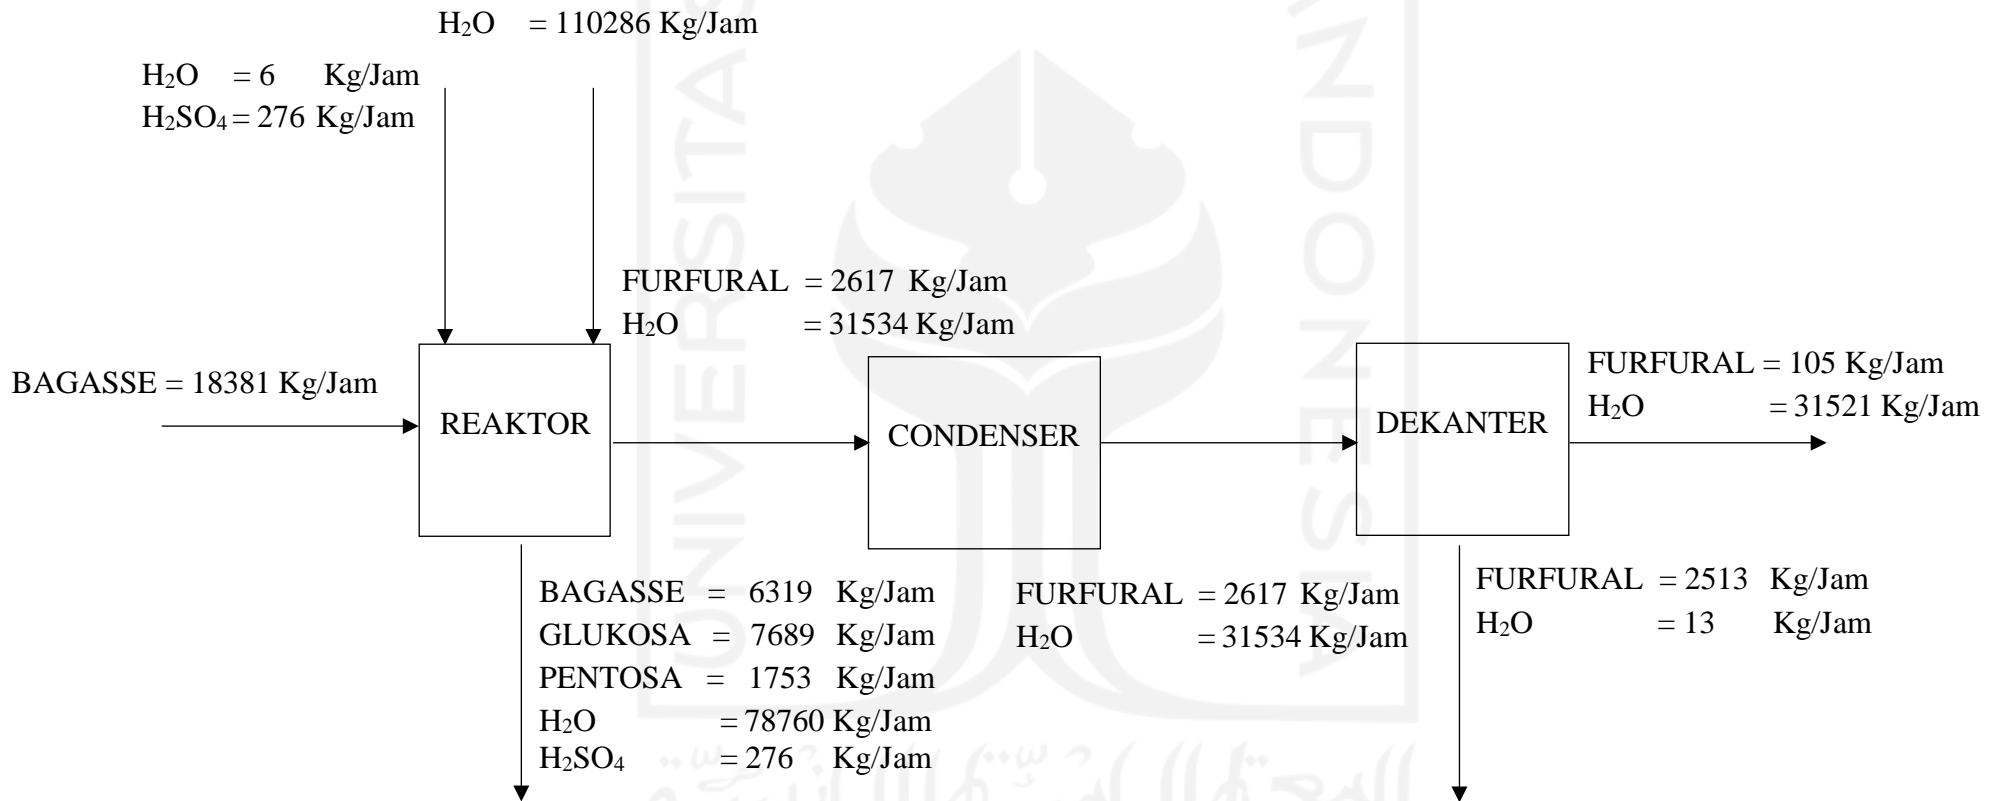 H₂O = 110286 Kg/Jam
H₂O = 6 Kg/Jam
H₂SO₄ = 276 Kg/Jam
FURFURAL = 2617 Kg/Jam
H₂O = 31534 Kg/Jam
BAGASSE = 18381 Kg/Jam
REAKTOR
CONDENSER
DEKANTER
FURFURAL = 105 Kg/Jam
H₂O = 31521 Kg/Jam
BAGASSE = 6319 Kg/Jam
GLUKOSA = 7689 Kg/Jam
PENTOSA = 1753 Kg/Jam
H₂O = 78760 Kg/Jam
H₂SO₄ = 276 Kg/Jam
FURFURAL = 2617 Kg/Jam
H₂O = 31534 Kg/Jam
FURFURAL = 2513 Kg/Jam
H₂O = 13 Kg/Jam
UNIVERSITAS
NDONESIA